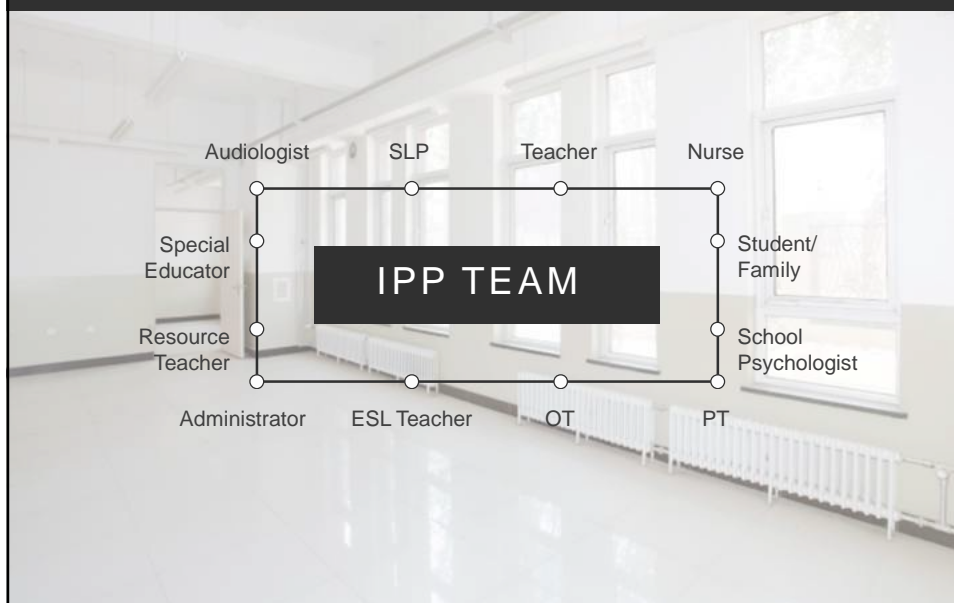 Audiologist SLP Teacher Nurse
Special
Educator
IPP TEAM
Student/
Family
Resource
Teacher
School
Psychologist
Administrator ESL Teacher OT PT